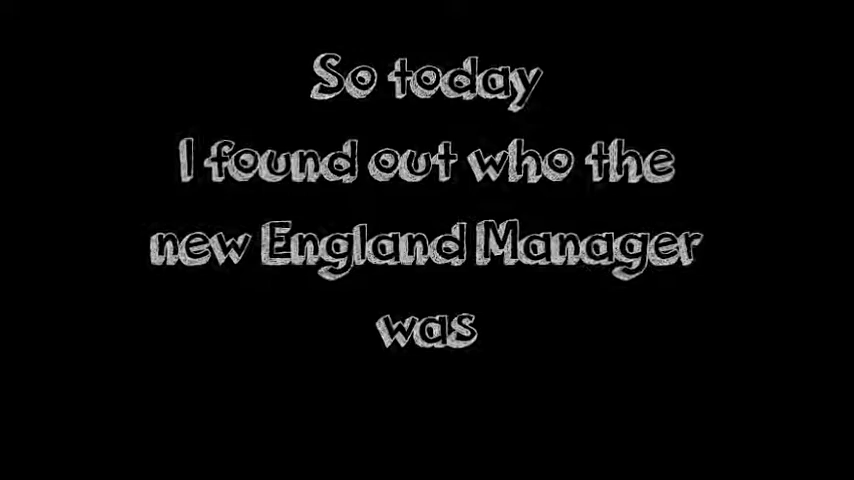 So today
I found out who the
new England Manager
was